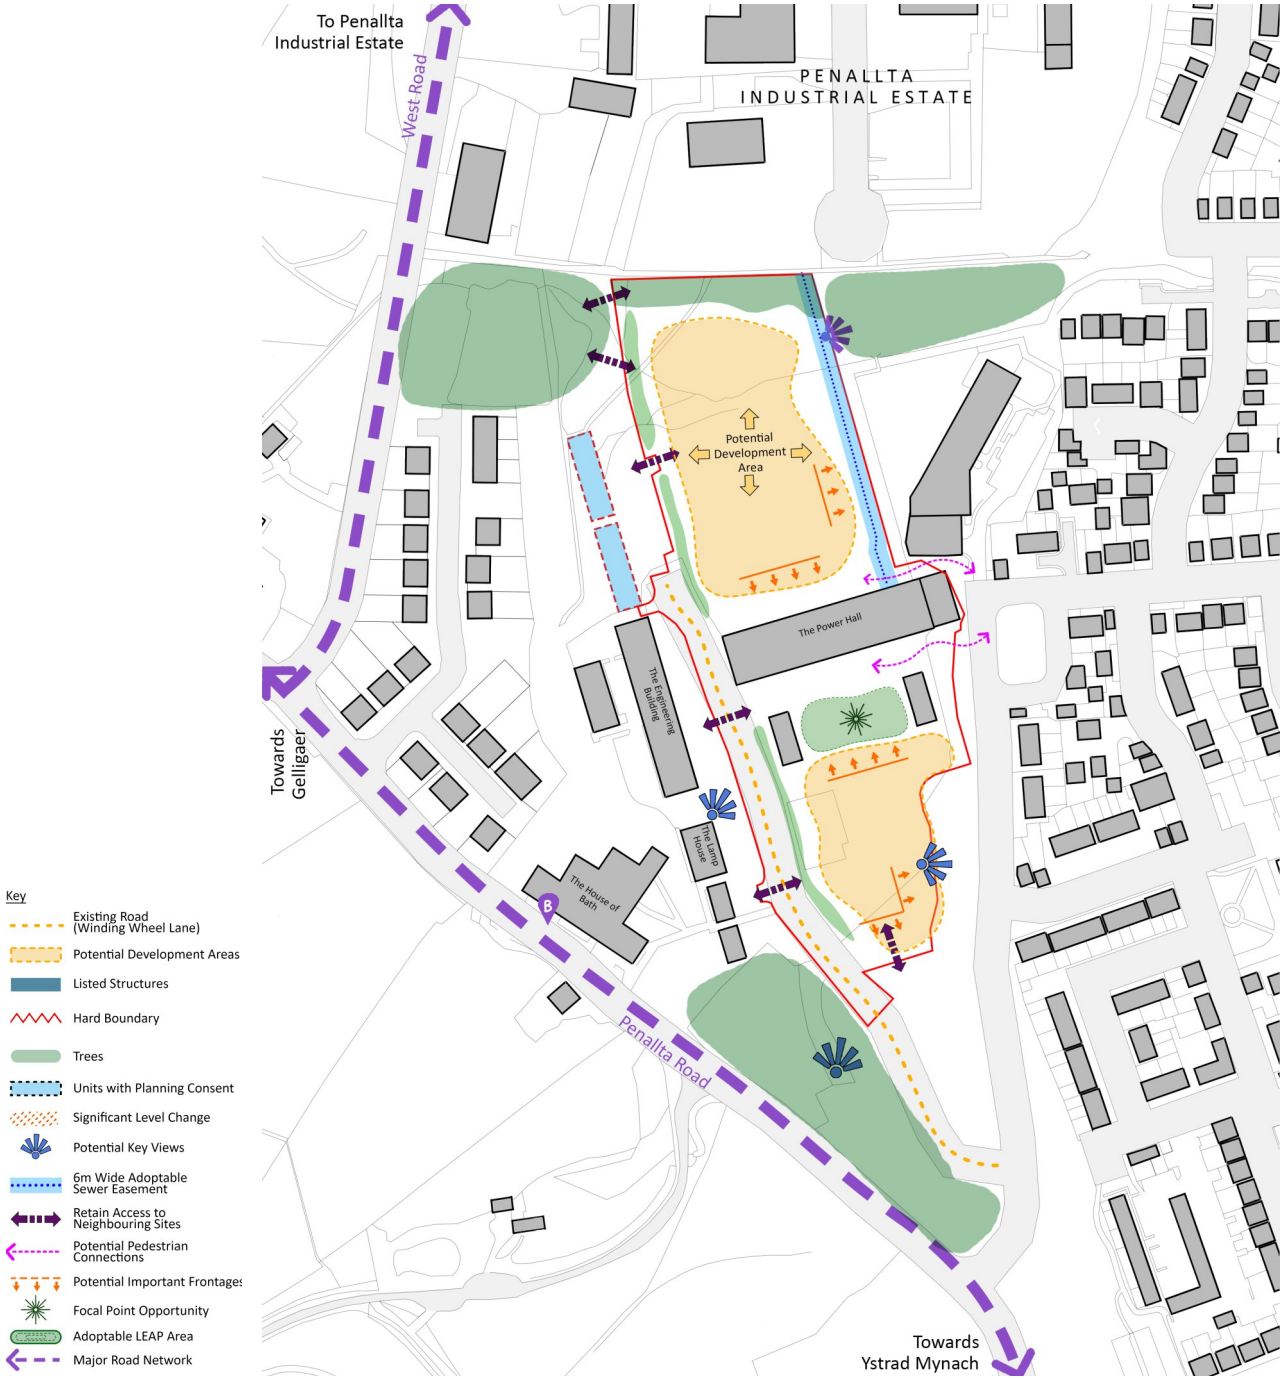 To Penallta
Industrial Estate
West Road
PENALLTA
INDUSTRIAL ESTATE
Potential
Development
Area
The Power Hall
The Engineering
Building
Towards
Gelligaer
The Lamp
House
The House of
Bath
B
Penallta Road
Towards
Ystrad Mynach
Key
Existing Road
(Winding Wheel Lane)
Potential Development Areas
Listed Structures
Hard Boundary
Trees
Units with Planning Consent
Significant Level Change
Potential Key Views
6m Wide Adoptable
Sewer Easement
Retain Access to
Neighbouring Sites
Potential Pedestrian
Connections
Potential Important Frontages
Focal Point Opportunity
Adoptable LEAP Area
Major Road Network